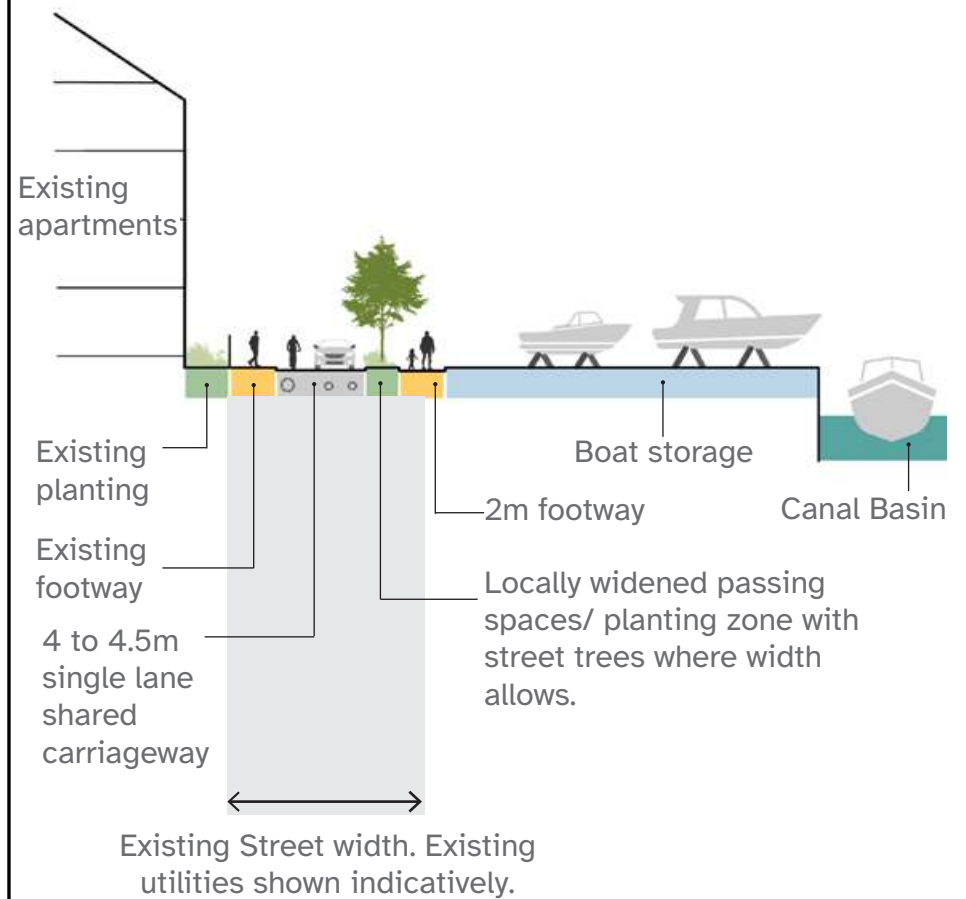 Existing
apartments
Existing
planting
Boat storage
2m footway
Canal Basin
Existing
footway
Locally widened passing
spaces/ planting zone with
street trees where width
allows.
4 to 4.5m
single lane
shared
carriageway
Existing Street width. Existing
utilities shown indicatively.